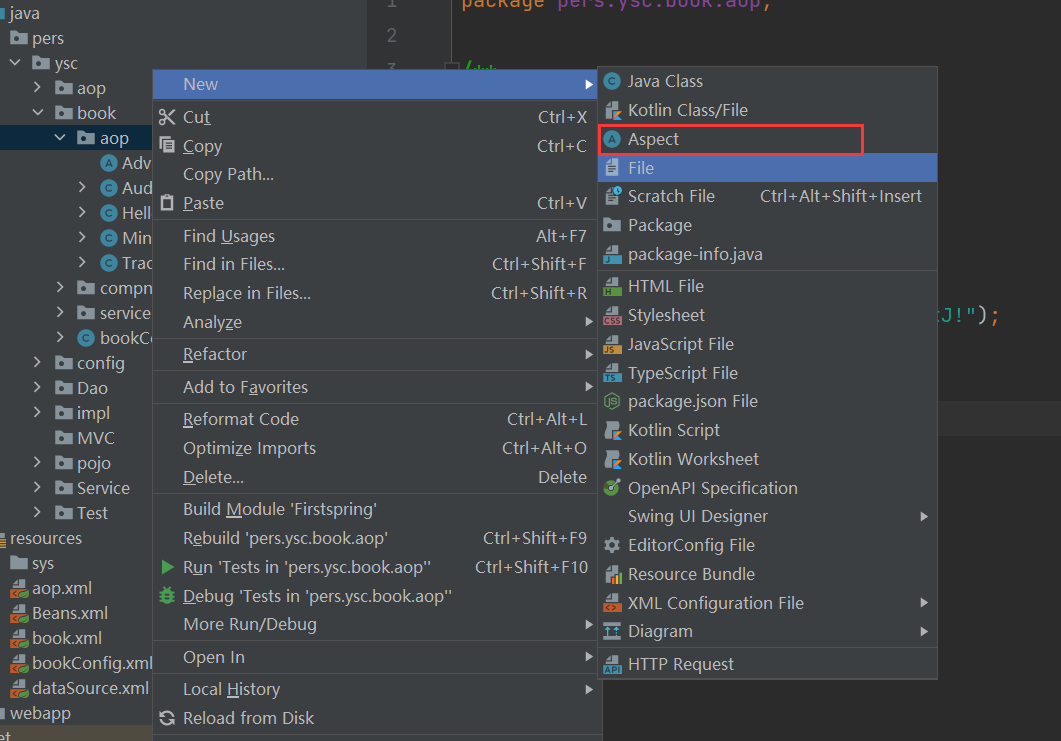 java
pers
ysc
aop
book
aop
Adv
Aud
Hell
Min
Trac
compn
service
bookCo
config
Dao
impl
MVC
pojo
Service
Test
resources
sys
aop.xml
Beans.xml
book.xml
bookConfig.xml
dataSource.xml
webapp
New
Cut Ctrl+X
Copy Ctrl+C
Copy Path...
Paste Ctrl+V
Find Usages Alt+F7
Find in Files... Ctrl+Shift+F
Replace in Files... Ctrl+Shift+R
Analyze
Refactor
Add to Favorites
Reformat Code Ctrl+Alt+L
Optimize Imports Ctrl+Alt+O
Delete... Delete
Build Module 'Firstspring'
Rebuild 'pers.ysc.book.aop' Ctrl+Shift+F9
Run 'Tests in 'pers.ysc.book.aop'' Ctrl+Shift+F10
Debug 'Tests in 'pers.ysc.book.aop''
More Run/Debug
Open In
Local History
Reload from Disk
Java Class
Kotlin Class/File
Aspect
File
Scratch File Ctrl+Alt+Shift+Insert
Package
package-info.java
HTML File
Stylesheet
JavaScript File
TypeScript File
package.json File
Kotlin Script
Kotlin Worksheet
OpenAPI Specification
Swing UI Designer
EditorConfig File
Resource Bundle
XML Configuration File
Diagram
HTTP Request
1 package pers.ysc.book.aop;
2
3 /**
J!");